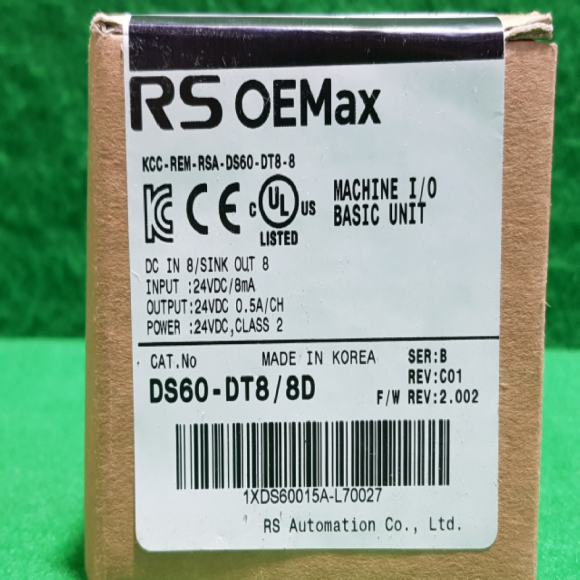 RS OEMax
KCC-REM-RSA-DS60-DT8-8
C UL US
LISTED
MACHINE I/O
BASIC UNIT
DC IN 8/SINK OUT 8
INPUT :24VDC/8mA
OUTPUT:24VDC 0.5A/CH
POWER :24VDC,CLASS 2
CAT.No MADE IN KOREA SER:B
DS60-DT8/8D REV:C01
F/W REV:2.002
1XDS60015A-L70027
RS Automation Co., Ltd.